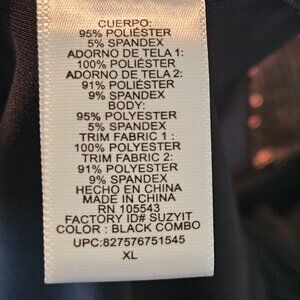 CUERPO:
95% POLIÉSTER
5% SPANDEX
ADORNO DE TELA 1:
100% POLIÉSTER
ADORNO DE TELA 2:
91% POLIÉSTER
9% SPANDEX
BODY:
95% POLYESTER
5% SPANDEX
TRIM FABRIC 1 :
100% POLYESTER
TRIM FABRIC 2:
91% POLYESTER
9% SPANDEX
HECHO EN CHINA
MADE IN CHINA
RN 105543
FACTORY ID# SUZYIT
COLOR : BLACK COMBO
UPC:827576751545
XL